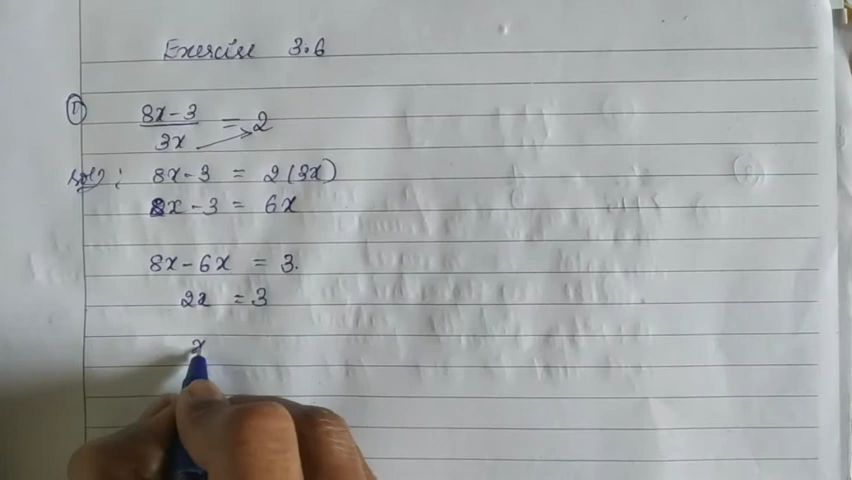 Exercise 3.6
① 8x-3/3x = 2
Sol: 8x-3 = 2(3x)
8x-3 = 6x
8x-6x = 3.
2x = 3
x